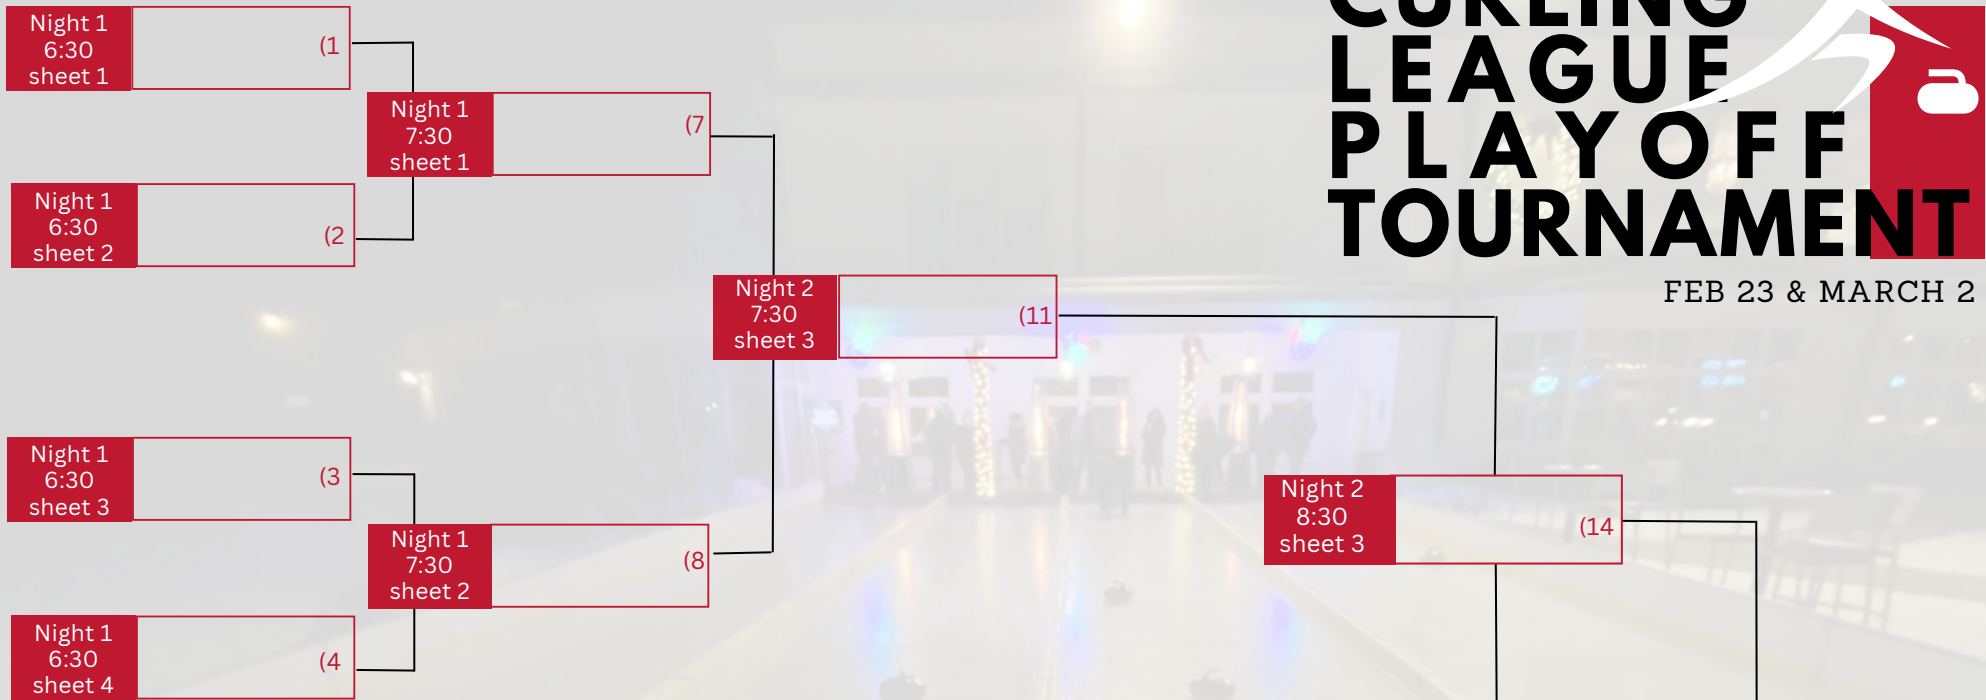 Night 1
6:30
sheet 1
(1
Night 1
7:30
sheet 1
(7
Night 1
6:30
sheet 2
(2
Night 2
7:30
sheet 3
(11
Night 1
6:30
sheet 3
(3
Night 1
7:30
sheet 2
(8
Night 1
6:30
sheet 4
(4
Night 2
8:30
sheet 3
(14
CURLING
LEAGUE
PLAYOFF
TOURNAMENT
FEB 23 & MARCH 2